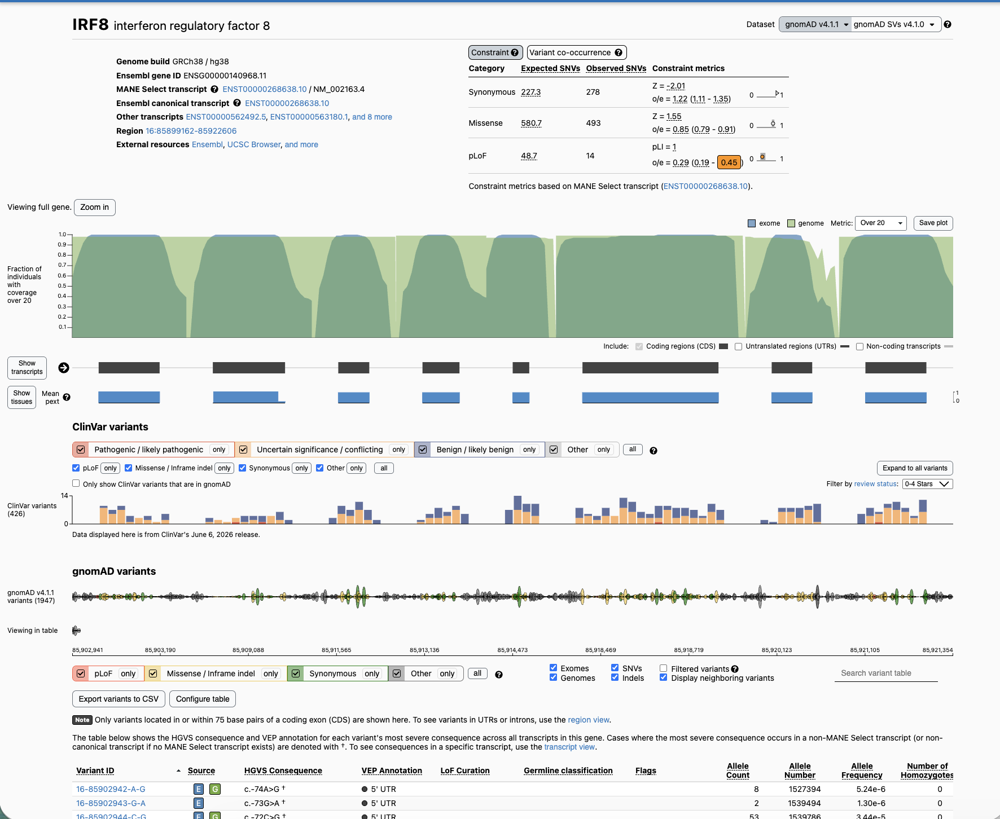 IRF8 interferon regulatory factor 8
Dataset gnomAD v4.1.1 gnomAD SVs v4.1.0
Genome build GRCh38 / hg38
Ensembl gene ID ENSG00000140968.11
MANE Select transcript ENST00000268638.10 / NM_002163.4
Ensembl canonical transcript ENST00000268638.10
Other transcripts ENST00000562492.5, ENST00000563180.1, and 8 more
Region 16:85899162-85922606
External resources Ensembl, UCSC Browser, and more
Constraint Variant co-occurrence
Category Expected SNVs Observed SNVs Constraint metrics
Synonymous 227.3 278 Z = -2.01
o/e = 1.22 (1.11 - 1.35) 0 1
Missense 580.7 493 Z = 1.55
o/e = 0.85 (0.79 - 0.91) 0 1
pLoF 48.7 14 pLI = 1
o/e = 0.29 (0.19 - 0.45) 0 1
Constraint metrics based on MANE Select transcript (ENST00000268638.10).
Viewing full gene. Zoom in
exome genome Metric: Over 20 Save plot
Fraction of
individuals
with
coverage
over 20
1.0
0.9
0.8
0.7
0.6
0.5
0.4
0.3
0.2
0.1
Include: Coding regions (CDS) Untranslated regions (UTRs) Non-coding transcripts
Show
transcripts
Show
tissues
Mean
pext
1
0
ClinVar variants
Pathogenic / likely pathogenic only Uncertain significance / conflicting only Benign / likely benign only Other only all
pLoF only Missense / Inframe indel only Synonymous only Other only all Expand to all variants
Only show ClinVar variants that are in gnomAD
Filter by review status: 0-4 Stars
ClinVar variants
(426)
14
0
Data displayed here is from ClinVar's June 6, 2026 release.
gnomAD variants
gnomAD v4.1.1
variants (1947)
Viewing in table
85,902,941 85,903,190 85,909,088 85,911,565 85,913,136 85,914,473 85,918,469 85,918,719 85,920,123 85,921,105 85,921,354
pLoF only Missense / Inframe indel only Synonymous only Other only all
Exomes SNVs Filtered variants
Genomes Indels Display neighboring variants
Search variant table
Export variants to CSV Configure table
Note Only variants located in or within 75 base pairs of a coding exon (CDS) are shown here. To see variants in UTRs or introns, use the region view.
The table below shows the HGVS consequence and VEP annotation for each variant's most severe consequence across all transcripts in this gene. Cases where the most severe consequence occurs in a non-MANE Select transcript (or non-
canonical transcript if no MANE Select transcript exists) are denoted with †. To see consequences in a specific transcript, use the transcript view.
Variant ID Source HGVS Consequence VEP Annotation LoF Curation Germline classification Flags Allele Count Allele Number Allele Frequency Number of Homozygotes
16-85902942-A-G E G c.-74A>G † 5' UTR 8 1527394 5.24e-6 0
16-85902943-G-A E c.-73G>A † 5' UTR 2 1539494 1.30e-6 0
16-85902944-C-G E G c.-72C>G † 5' UTR 53 1539786 3.44e-5 0